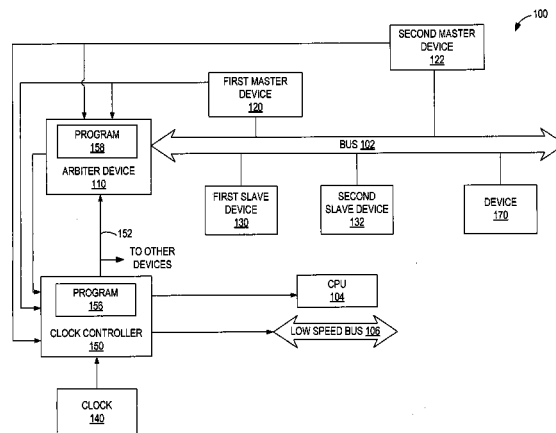 100
SECOND MASTER
DEVICE
122
FIRST MASTER
DEVICE
120
PROGRAM
158
ARBITER DEVICE
110
BUS 102
FIRST SLAVE
DEVICE
130
SECOND
SLAVE DEVICE
132
DEVICE
170
152
TO OTHER
DEVICES
PROGRAM
156
CLOCK CONTROLLER
150
CPU
104
LOW SPEED BUS 106
CLOCK
140